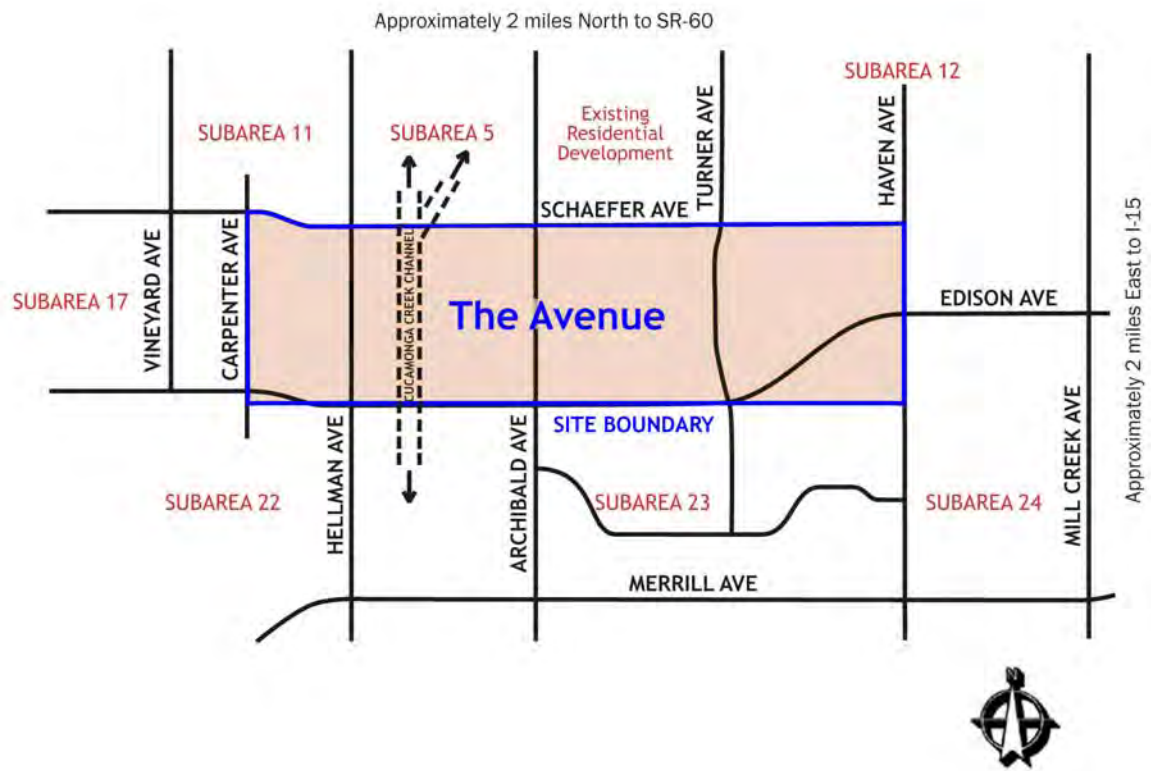 Approximately 2 miles North to SR-60
SUBAREA 12
SUBAREA 11
SUBAREA 5
Existing
Residential
Development
TURNER AVE
HAVEN AVE
SCHAEFER AVE
VINEYARD AVE
CARPENTER AVE
CUCAMONGA CREEK CHANNEL
SUBAREA 17
The Avenue
EDISON AVE
Approximately 2 miles East to I-15
SITE BOUNDARY
HELLMAN AVE
ARCHIBALD AVE
MILL CREEK AVE
SUBAREA 22
SUBAREA 23
SUBAREA 24
MERRILL AVE
N